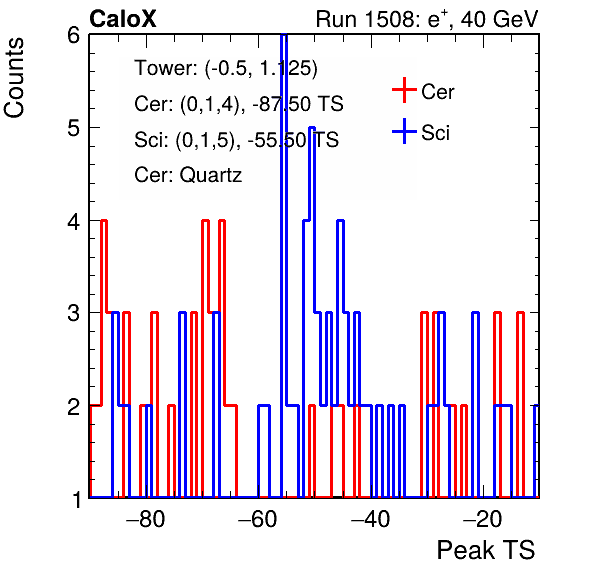 CaloX Run 1508: e⁺, 40 GeV
Counts
6
Tower: (-0.5, 1.125)
Cer: (0,1,4), -87.50 TS
Cer
5
Sci: (0,1,5), -55.50 TS
Sci
Cer: Quartz
4
3
2
1
−80 −60 −40 −20
Peak TS